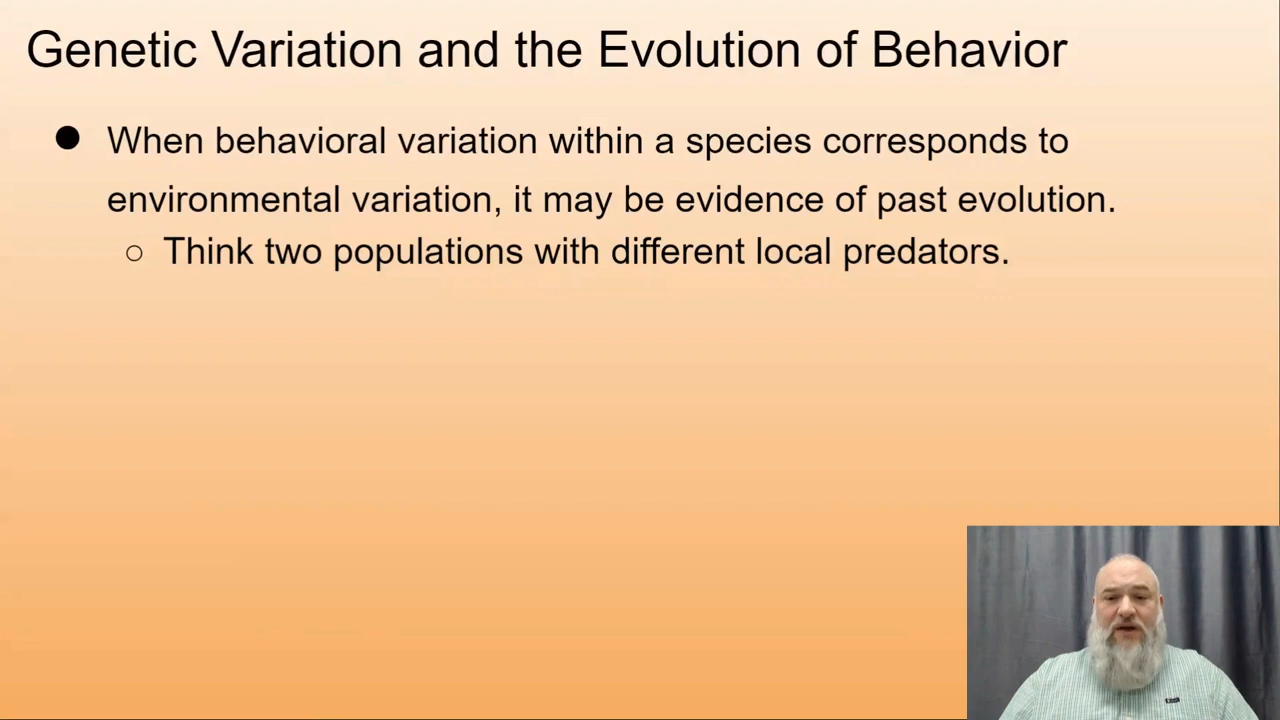 Genetic Variation and the Evolution of Behavior
● When behavioral variation within a species corresponds to
environmental variation, it may be evidence of past evolution.
○ Think two populations with different local predators.